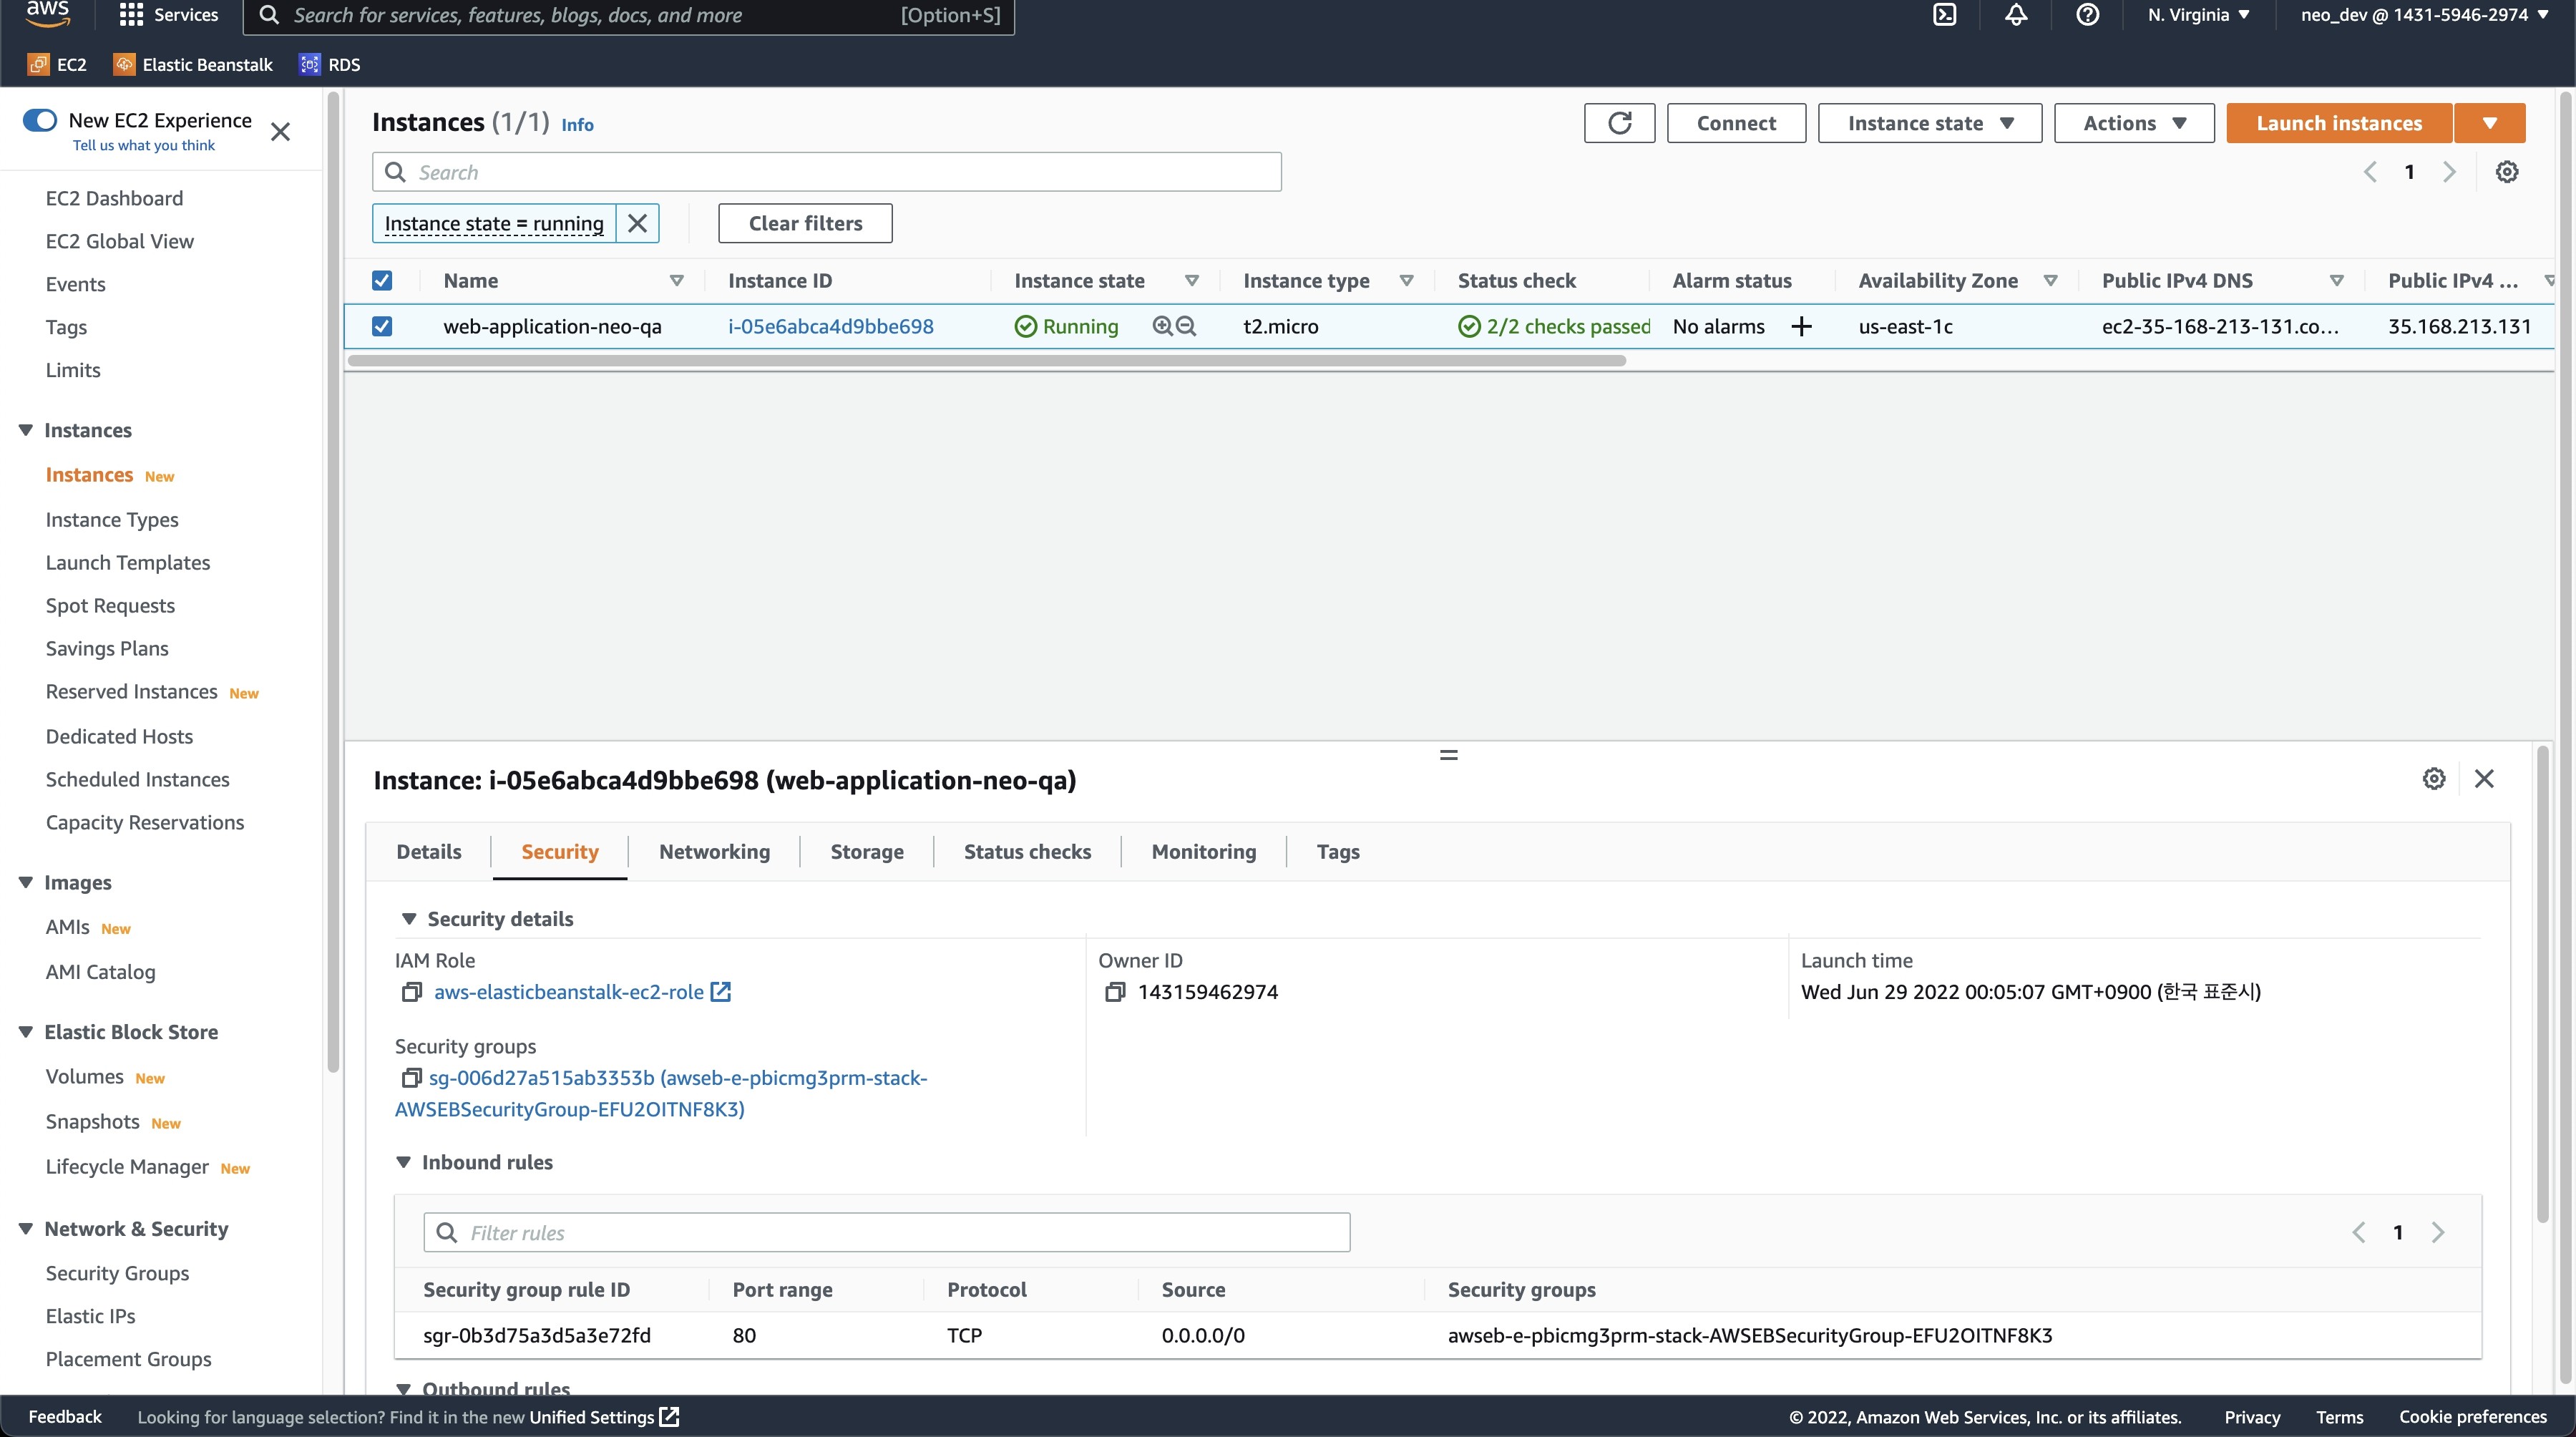 aws
Services
Search for services, features, blogs, docs, and more
[Option+S]
N. Virginia
neo_dev @ 1431-5946-2974
EC2
Elastic Beanstalk
RDS
New EC2 Experience
Tell us what you think
EC2 Dashboard
EC2 Global View
Events
Tags
Limits
Instances
Instances New
Instance Types
Launch Templates
Spot Requests
Savings Plans
Reserved Instances New
Dedicated Hosts
Scheduled Instances
Capacity Reservations
Images
AMIs New
AMI Catalog
Elastic Block Store
Volumes New
Snapshots New
Lifecycle Manager New
Network & Security
Security Groups
Elastic IPs
Placement Groups
Instances (1/1) Info
Connect
Instance state
Actions
Launch instances
Search
1
Instance state = running
Clear filters
Name Instance ID Instance state Instance type Status check Alarm status Availability Zone Public IPv4 DNS Public IPv4 ...
web-application-neo-qa i-05e6abca4d9bbe698 Running t2.micro 2/2 checks passed No alarms + us-east-1c ec2-35-168-213-131.co... 35.168.213.131
Instance: i-05e6abca4d9bbe698 (web-application-neo-qa)
Details Security Networking Storage Status checks Monitoring Tags
Security details
IAM Role
aws-elasticbeanstalk-ec2-role
Owner ID
143159462974
Launch time
Wed Jun 29 2022 00:05:07 GMT+0900 (한국 표준시)
Security groups
sg-006d27a515ab3353b (awseb-e-pbicmg3prm-stack-
AWSEBSecurityGroup-EFU2OITNF8K3)
Inbound rules
Filter rules
1
Security group rule ID Port range Protocol Source Security groups
sgr-0b3d75a3d5a3e72fd 80 TCP 0.0.0.0/0 awseb-e-pbicmg3prm-stack-AWSEBSecurityGroup-EFU2OITNF8K3
Outbound rules
Feedback
Looking for language selection? Find it in the new Unified Settings
© 2022, Amazon Web Services, Inc. or its affiliates.
Privacy
Terms
Cookie preferences